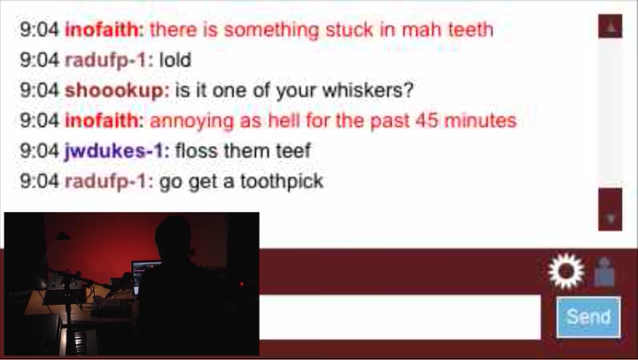 9:04 inofaith: there is something stuck in mah teeth
9:04 radufp-1: lold
9:04 shoookup: is it one of your whiskers?
9:04 inofaith: annoying as hell for the past 45 minutes
9:04 jwdukes-1: floss them teef
9:04 radufp-1: go get a toothpick
Send